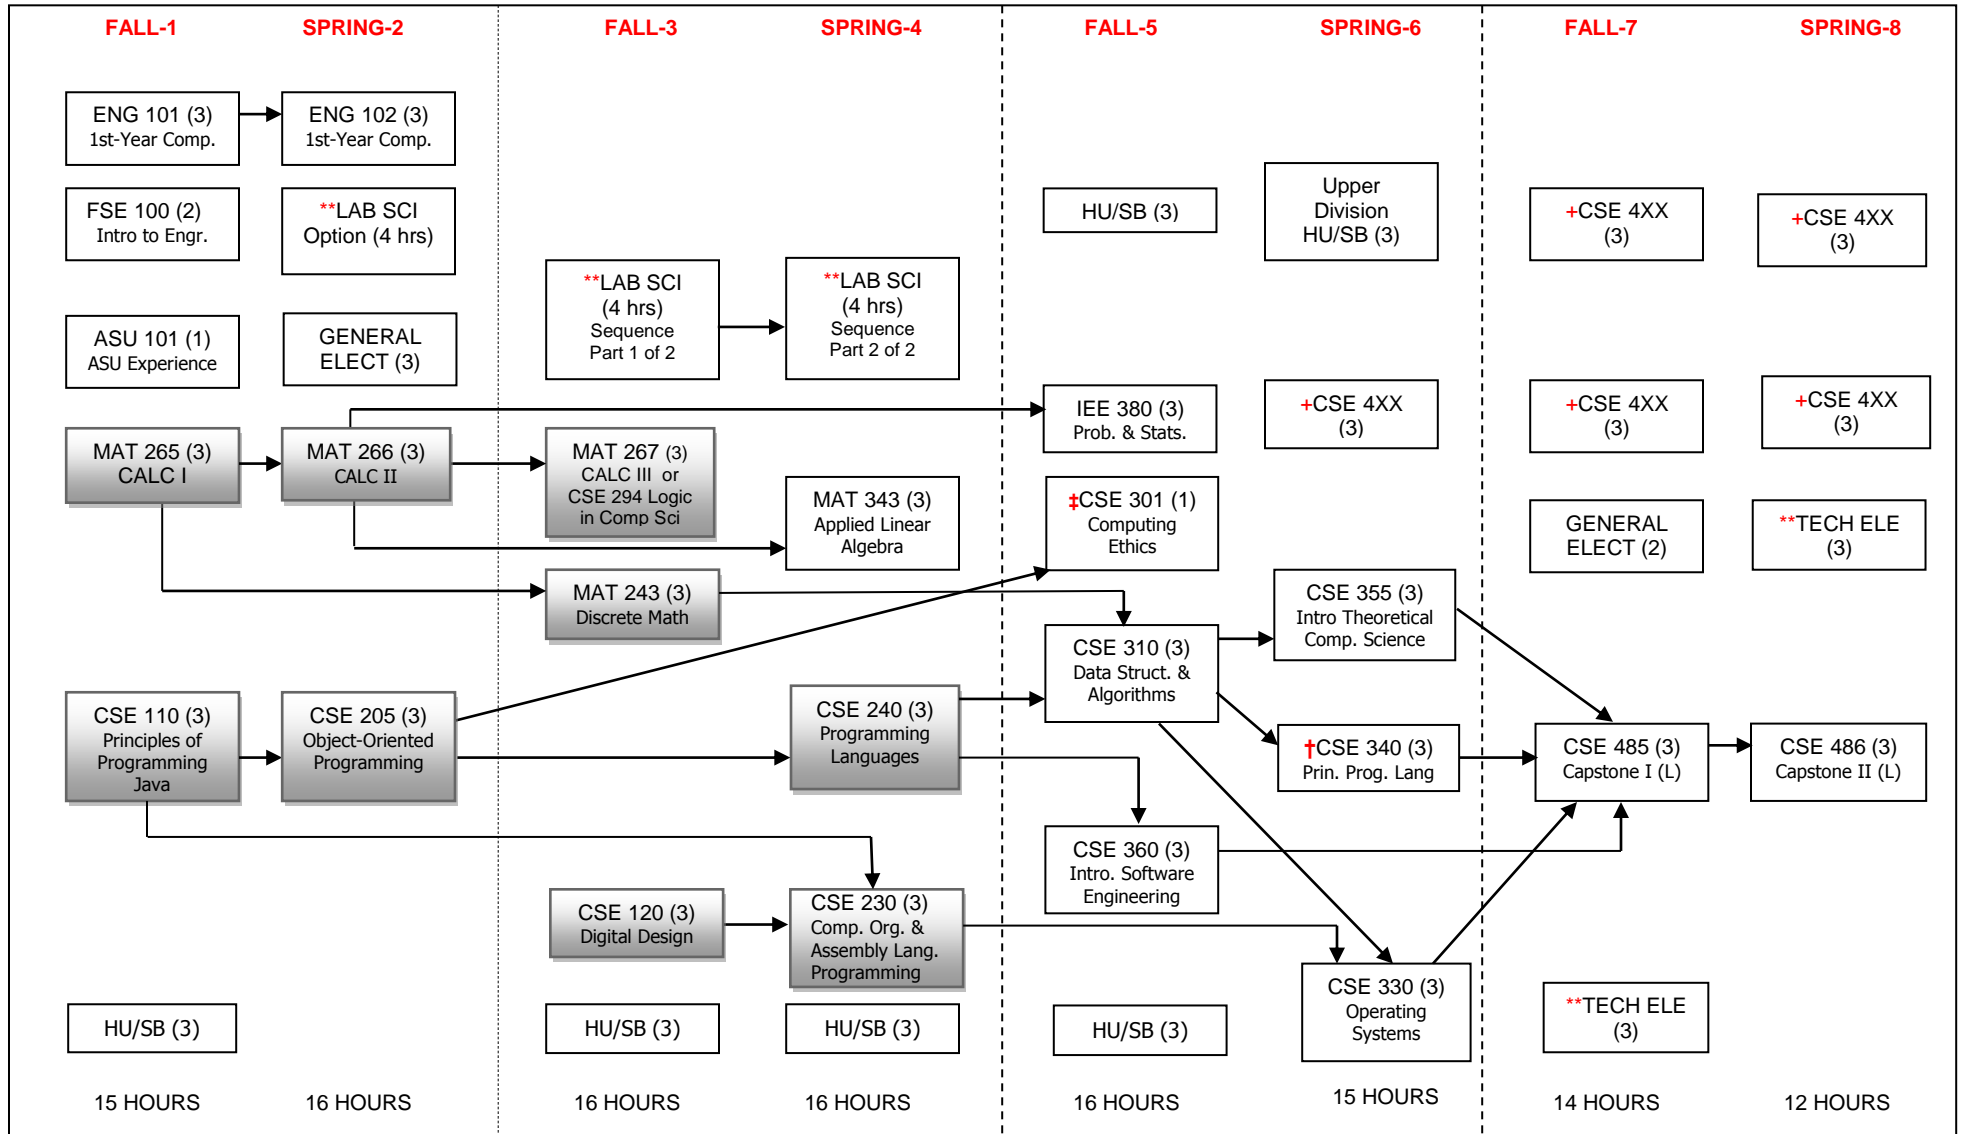 FALL-1
SPRING-2
FALL-3
SPRING-4
FALL-5
SPRING-6
FALL-7
SPRING-8
ENG 101 (3)
1st-Year Comp.
FSE 100 (2)
Intro to Engr.
ASU 101 (1)
ASU Experience
MAT 265 (3)
CALC I
CSE 110 (3)
Principles of
Programming
Java
HU/SB (3)
15 HOURS
ENG 102 (3)
1st-Year Comp.
**LAB SCI
Option (4 hrs)
GENERAL
ELECT (3)
MAT 266 (3)
CALC II
CSE 205 (3)
Object-Oriented
Programming
16 HOURS
**LAB SCI
(4 hrs)
Sequence
Part 1 of 2
MAT 267 (3)
CALC III or
CSE 294 Logic
in Comp Sci
MAT 243 (3)
Discrete Math
CSE 120 (3)
Digital Design
HU/SB (3)
16 HOURS
**LAB SCI
(4 hrs)
Sequence
Part 2 of 2
MAT 343 (3)
Applied Linear
Algebra
CSE 240 (3)
Programming
Languages
CSE 230 (3)
Comp. Org. &
Assembly Lang.
Programming
HU/SB (3)
16 HOURS
HU/SB (3)
IEE 380 (3)
Prob. & Stats.
‡CSE 301 (1)
Computing
Ethics
CSE 310 (3)
Data Struct. &
Algorithms
CSE 360 (3)
Intro. Software
Engineering
HU/SB (3)
16 HOURS
Upper
Division
HU/SB (3)
+CSE 4XX
(3)
CSE 355 (3)
Intro Theoretical
Comp. Science
†CSE 340 (3)
Prin. Prog. Lang
CSE 330 (3)
Operating
Systems
15 HOURS
+CSE 4XX
(3)
+CSE 4XX
(3)
GENERAL
ELECT (2)
CSE 485 (3)
Capstone I (L)
**TECH ELE
(3)
14 HOURS
+CSE 4XX
(3)
+CSE 4XX
(3)
**TECH ELE
(3)
CSE 486 (3)
Capstone II (L)
12 HOURS